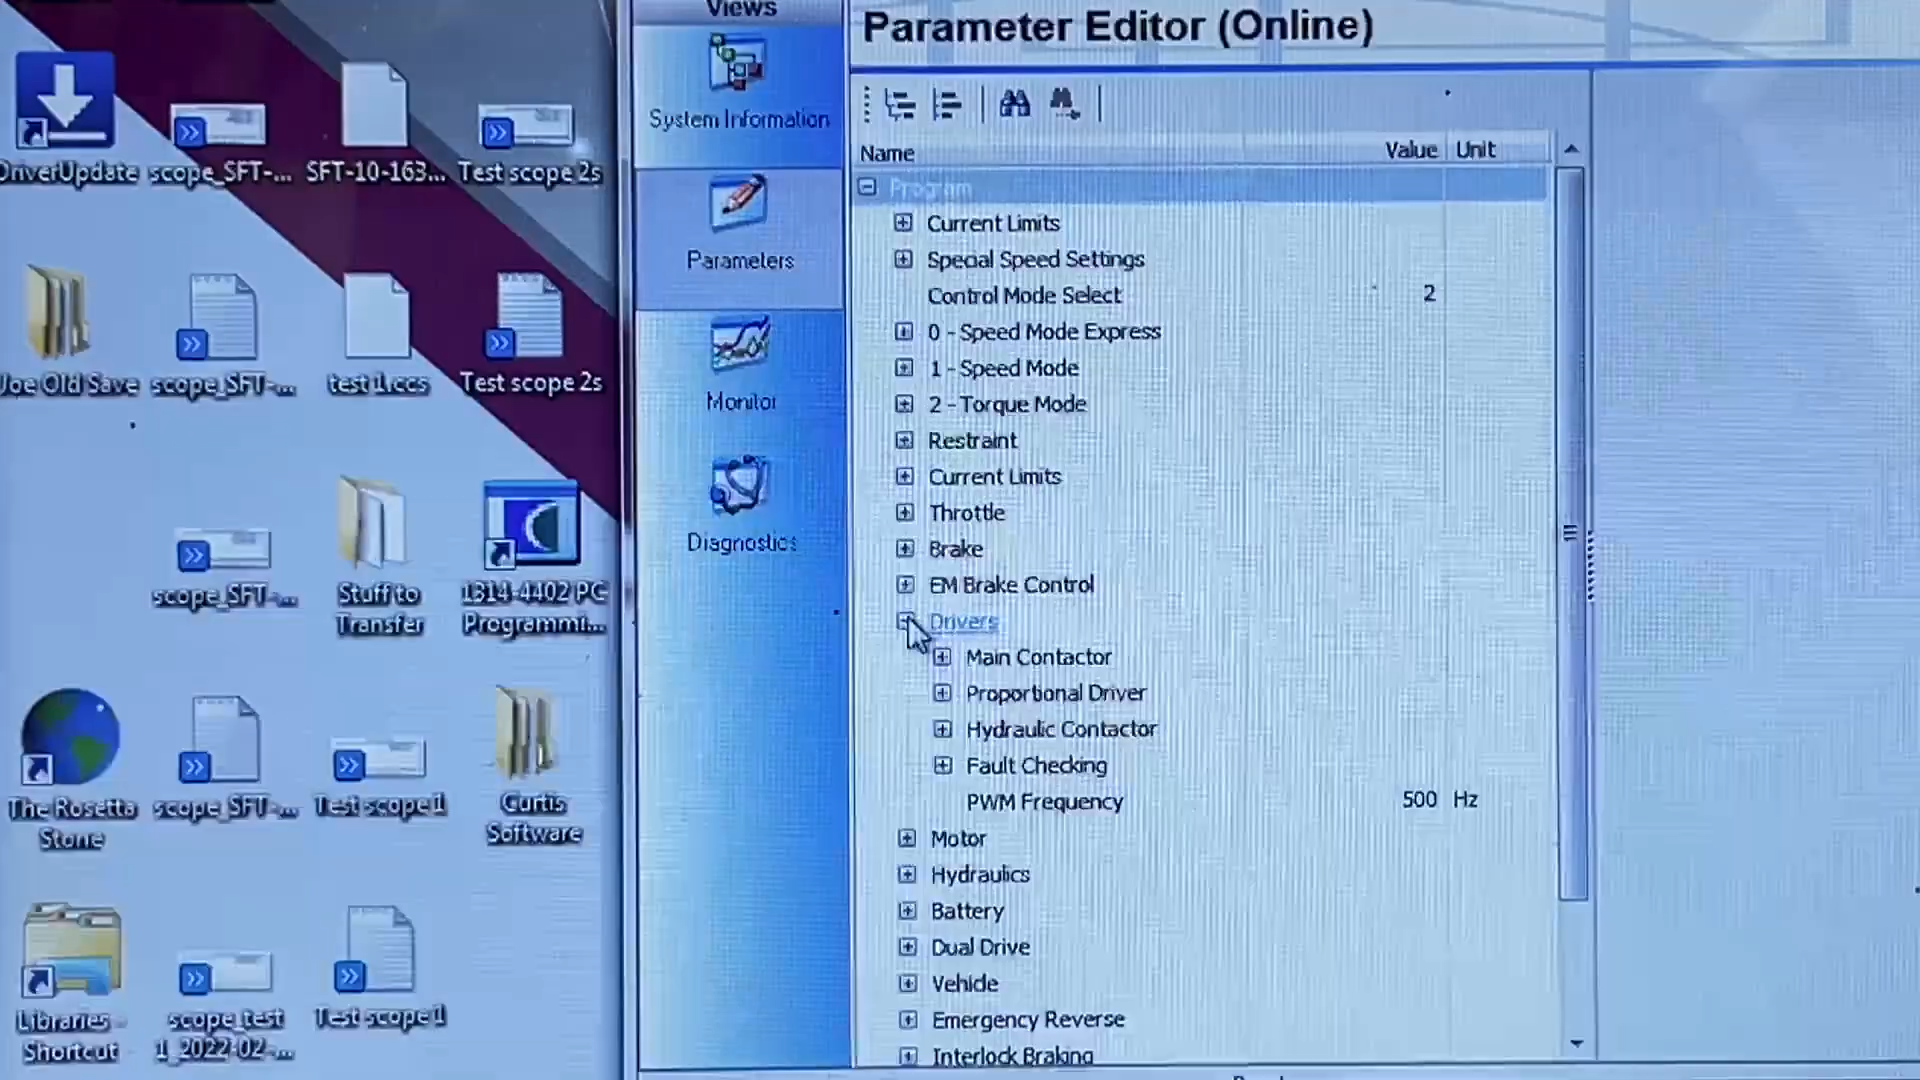 DriverUpdate
scope_SFT-...
SFT-10-163...
Test scope 2s
Joe Old Save
scope_SFT-...
test 1.ccs
Test scope 2s
scope_SFT-...
Stuff to
Transfer
1314-4402 PC
Programmi...
The Rosetta
Stone
scope_SFT-...
Test scope 1
Curtis
Software
Libraries -
Shortcut
scope_test
1_2022-02-...
Test scope 1
Views
System Information
Parameters
Monitor
Diagnostics
Parameter Editor (Online)
Name Value Unit
Program
Current Limits
Special Speed Settings
Control Mode Select 2
0 - Speed Mode Express
1 - Speed Mode
2 - Torque Mode
Restraint
Current Limits
Throttle
Brake
EM Brake Control
Drivers
Main Contactor
Proportional Driver
Hydraulic Contactor
Fault Checking
PWM Frequency 500 Hz
Motor
Hydraulics
Battery
Dual Drive
Vehicle
Emergency Reverse
Interlock Braking